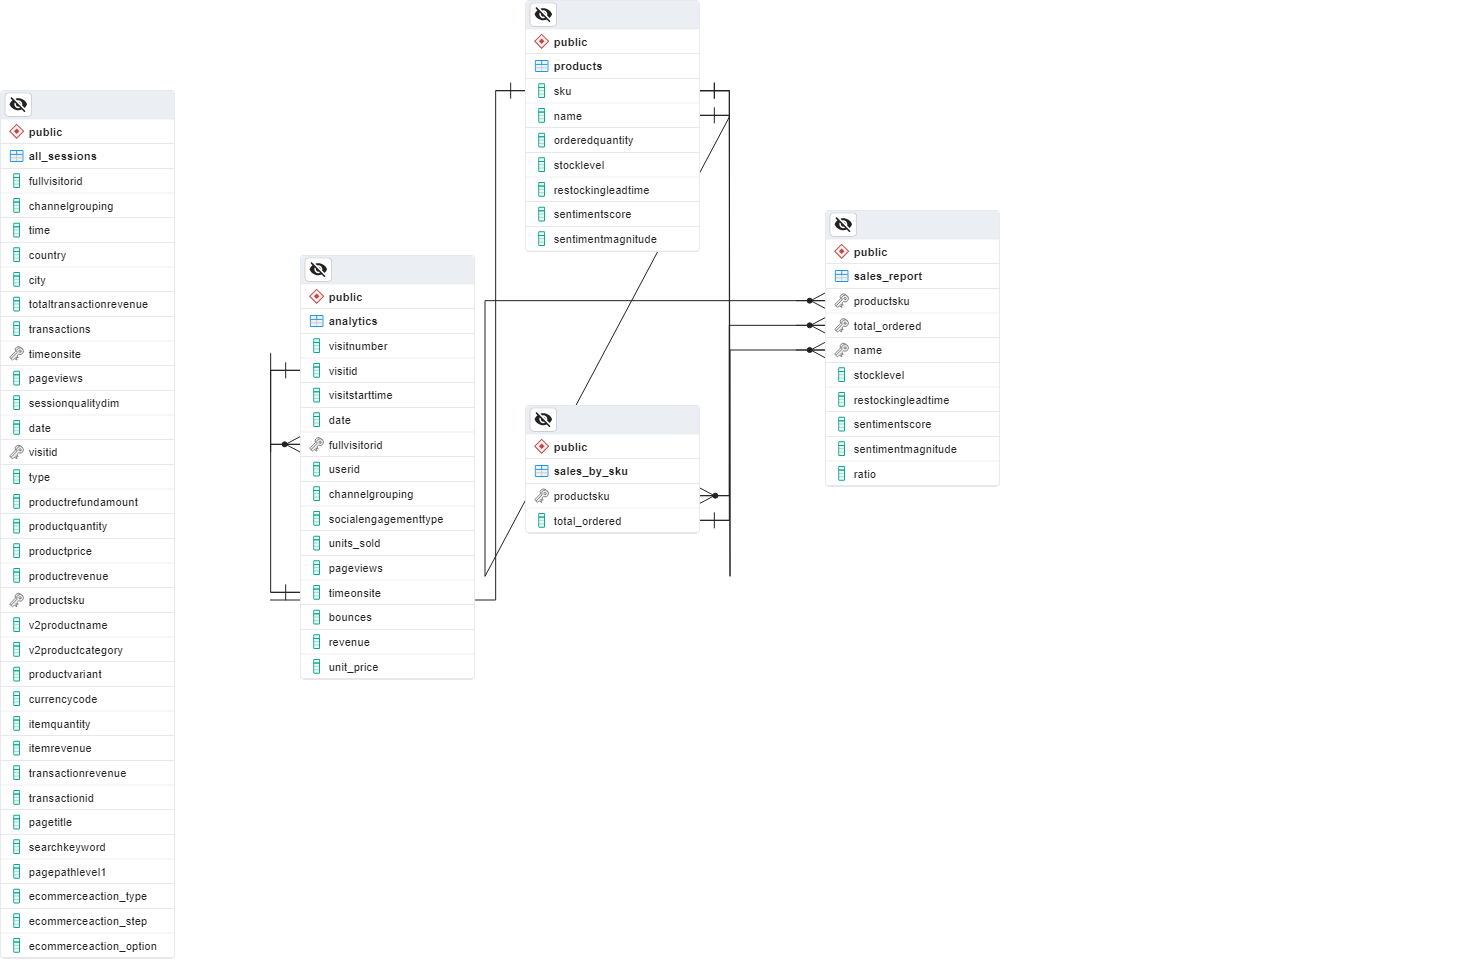 public
all_sessions
fullvisitorid
channelgrouping
time
country
city
totaltransactionrevenue
transactions
timeonsite
pageviews
sessionqualitydim
date
visitid
type
productrefundamount
productquantity
productprice
productrevenue
productsku
v2productname
v2productcategory
productvariant
currencycode
itemquantity
itemrevenue
transactionrevenue
transactionid
pagetitle
searchkeyword
pagepathlevel1
ecommerceaction_type
ecommerceaction_step
ecommerceaction_option
public
analytics
visitnumber
visitid
visitstarttime
date
fullvisitorid
userid
channelgrouping
socialengagementtype
units_sold
pageviews
timeonsite
bounces
revenue
unit_price
public
products
sku
name
orderedquantity
stocklevel
restockingleadtime
sentimentscore
sentimentmagnitude
public
sales_by_sku
productsku
total_ordered
public
sales_report
productsku
total_ordered
name
stocklevel
restockingleadtime
sentimentscore
sentimentmagnitude
ratio